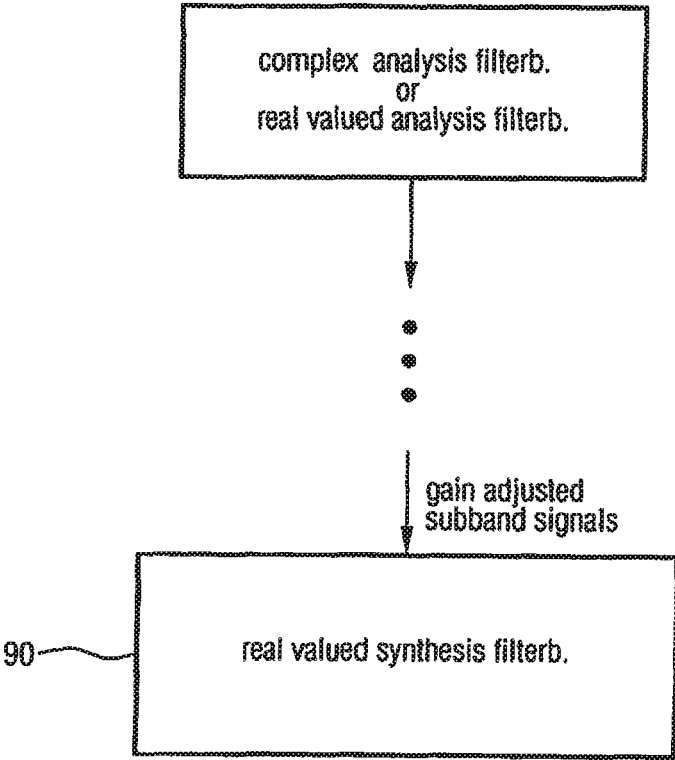 complex analysis filterb.
or
real valued analysis filterb.
gain adjusted
subband signals
90
real valued synthesis filterb.